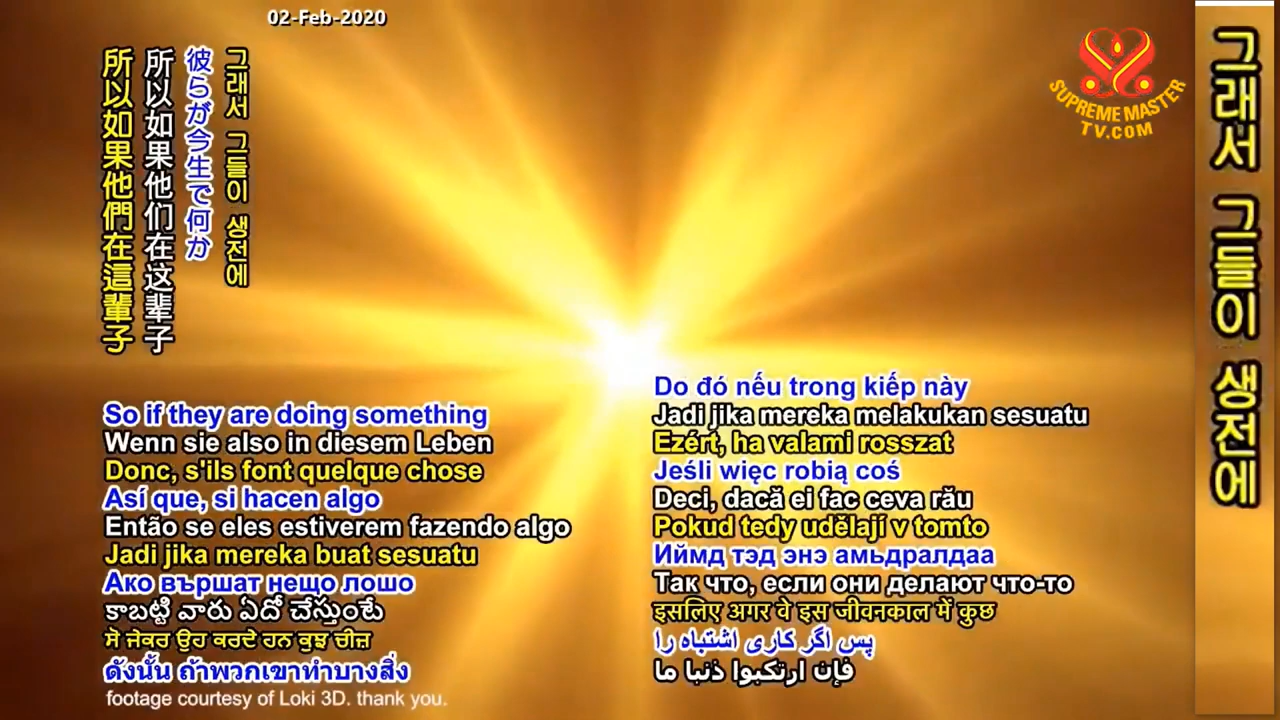 02-Feb-2020
그래서 그들이 생전에
彼らが今生で何か
所以如果他们在这辈子
所以如果他們在這輩子
SUPREME MASTER
TV.COM
그래서 그들이 생전에
So if they are doing something
Wenn sie also in diesem Leben
Donc, s'ils font quelque chose
Así que, si hacen algo
Então se eles estiverem fazendo algo
Jadi jika mereka buat sesuatu
Ако вършат нещо лошо
కాబట్టి వారు ఏదో చేస్తుంటే
ਸੋ ਜੇਕਰ ਉਹ ਕਰਦੇ ਹਨ ਕੁਝ ਚੀਜ਼
ดังนั้น ถ้าพวกเขาทำบางสิ่ง
footage courtesy of Loki 3D. thank you.
Do đó nếu trong kiếp này
Jadi jika mereka melakukan sesuatu
Ezért, ha valami rosszat
Jeśli więc robią coś
Deci, dacă ei fac ceva rău
Pokud tedy udělají v tomto
Иймд тэд энэ амьдралдаа
Так что, если они делают что-то
इसलिए अगर वे इस जीवनकाल में कुछ
پس اگر کاری اشتباه را
فإن ارتكبوا ذنبا ما